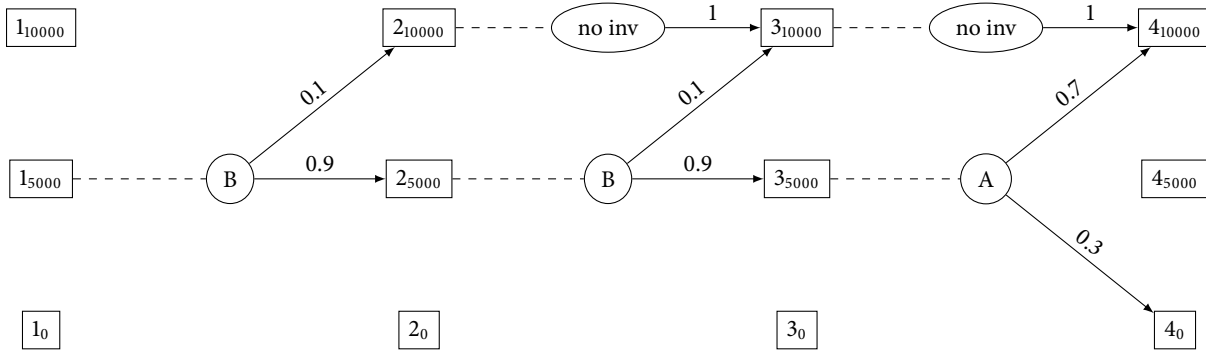 1₁₀₀₀₀ 2₁₀₀₀₀ no inv 1 3₁₀₀₀₀ no inv 1 4₁₀₀₀₀
0.1 0.1 0.7
1₅₀₀₀ B 0.9 2₅₀₀₀ B 0.9 3₅₀₀₀ A 4₅₀₀₀
0.3
1₀ 2₀ 3₀ 4₀